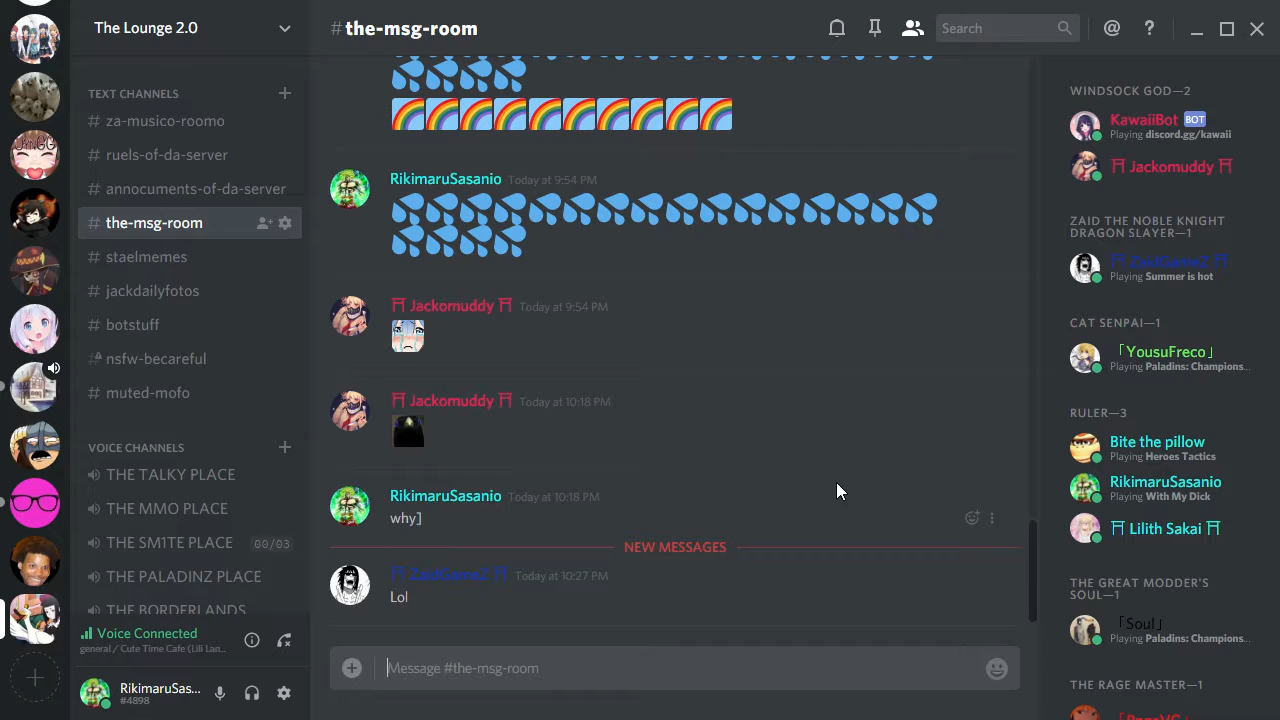 The Lounge 2.0
TEXT CHANNELS
# za-musico-roomo
# ruels-of-da-server
# annocuments-of-da-server
# the-msg-room
# staelmemes
# jackdailyfotos
# botstuff
# nsfw-becareful
# muted-mofo
VOICE CHANNELS
THE TALKY PLACE
THE MMO PLACE
THE SM1TE PLACE 00/03
THE PALADINZ PLACE
THE BORDERLANDS
Voice Connected
general / Cute Time Cafe (Lili Lan...
RikimaruSas...
#4898
#the-msg-room
Search
RikimaruSasanio Today at 9:54 PM
⛩ Jackomuddy ⛩ Today at 9:54 PM
⛩ Jackomuddy ⛩ Today at 10:18 PM
RikimaruSasanio Today at 10:18 PM
why]
NEW MESSAGES
⛩ ZaidGameZ ⛩ Today at 10:27 PM
Lol
Message #the-msg-room
WINDSOCK GOD—2
KawaiiBot BOT
Playing discord.gg/kawaii
⛩ Jackomuddy ⛩
ZAID THE NOBLE KNIGHT
DRAGON SLAYER—1
⛩ ZaidGameZ ⛩
Playing Summer is hot
CAT SENPAI—1
「YousuFreco」
Playing Paladins: Champions...
RULER—3
Bite the pillow
Playing Heroes Tactics
RikimaruSasanio
Playing With My Dick
⛩ Lilith Sakai ⛩
THE GREAT MODDER'S
SOUL—1
「Soul」
Playing Paladins: Champions...
THE RAGE MASTER—1